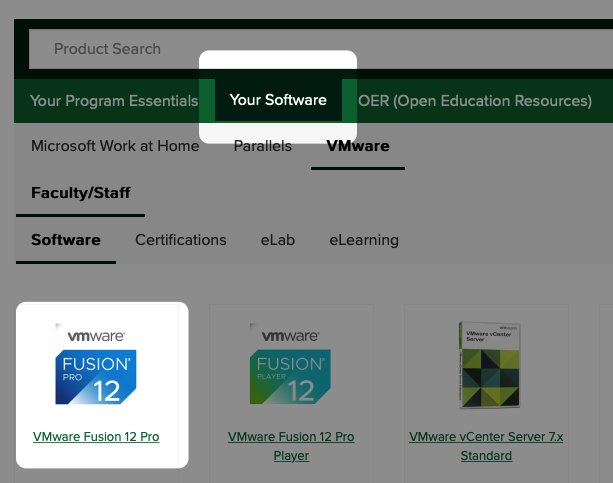 Product Search
Your Program Essentials Your Software OER (Open Education Resources)
Microsoft Work at Home Parallels VMware
Faculty/Staff
Software Certifications eLab eLearning
vmware®
FUSION®
PRO 12
VMware Fusion 12 Pro
vmware®
FUSION®
PLAYER 12
VMware Fusion 12 Pro
Player
vmware
VMware vCenter
Server
VMware vCenter Server 7.x
Standard